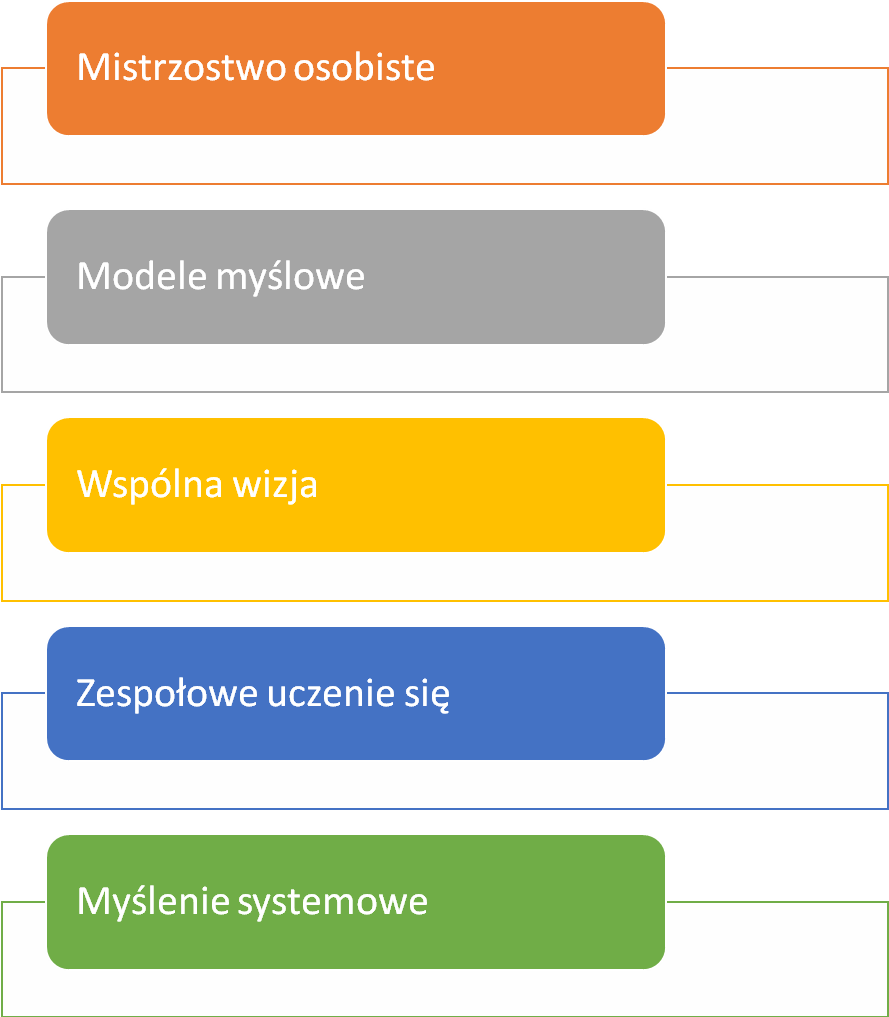 Mistrzostwo osobiste
Modele myślowe
Wspólna wizja
Zespołowe uczenie się
Myślenie systemowe